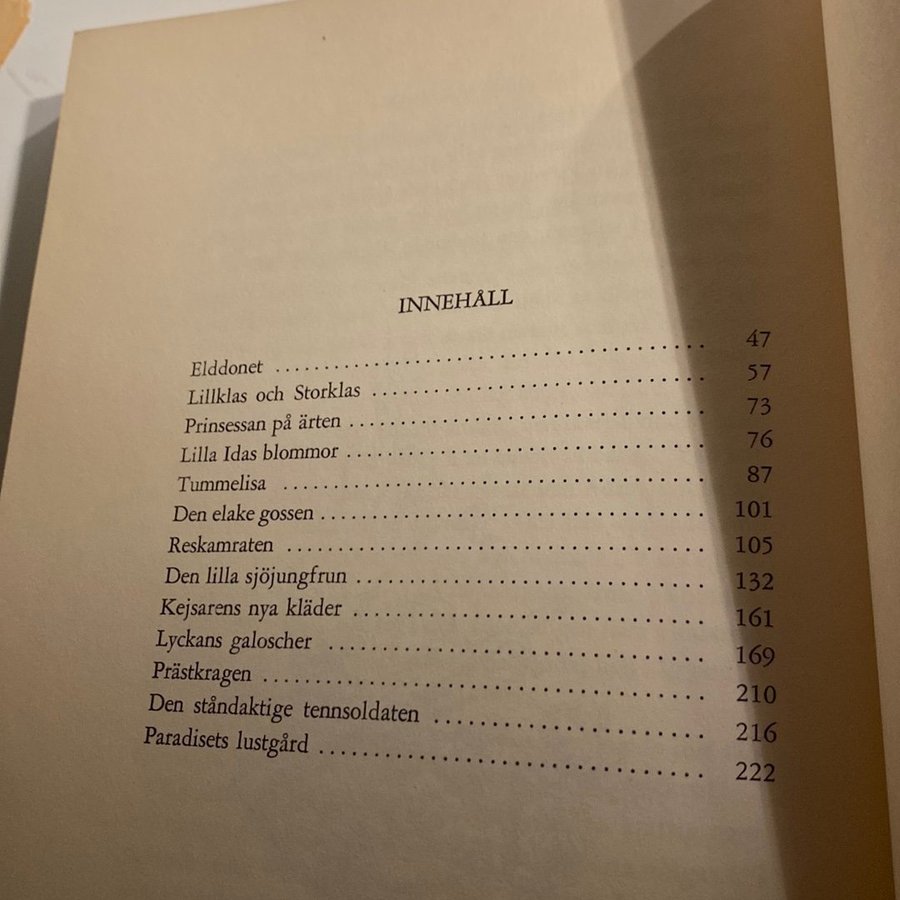 INNEHÅLL
Elddonet ........................................ 47
Lillklas och Storklas ........................................ 57
Prinsessan på ärten ........................................ 73
Lilla Idas blommor ........................................ 76
Tummelisa ........................................ 87
Den elake gossen ........................................ 101
Reskamraten ........................................ 105
Den lilla sjöjungfrun ........................................ 132
Kejsarens nya kläder ........................................ 161
Lyckans galoscher ........................................ 169
Prästkragen ........................................ 210
Den ståndaktige tennsoldaten ........................................ 216
Paradisets lustgård ........................................ 222